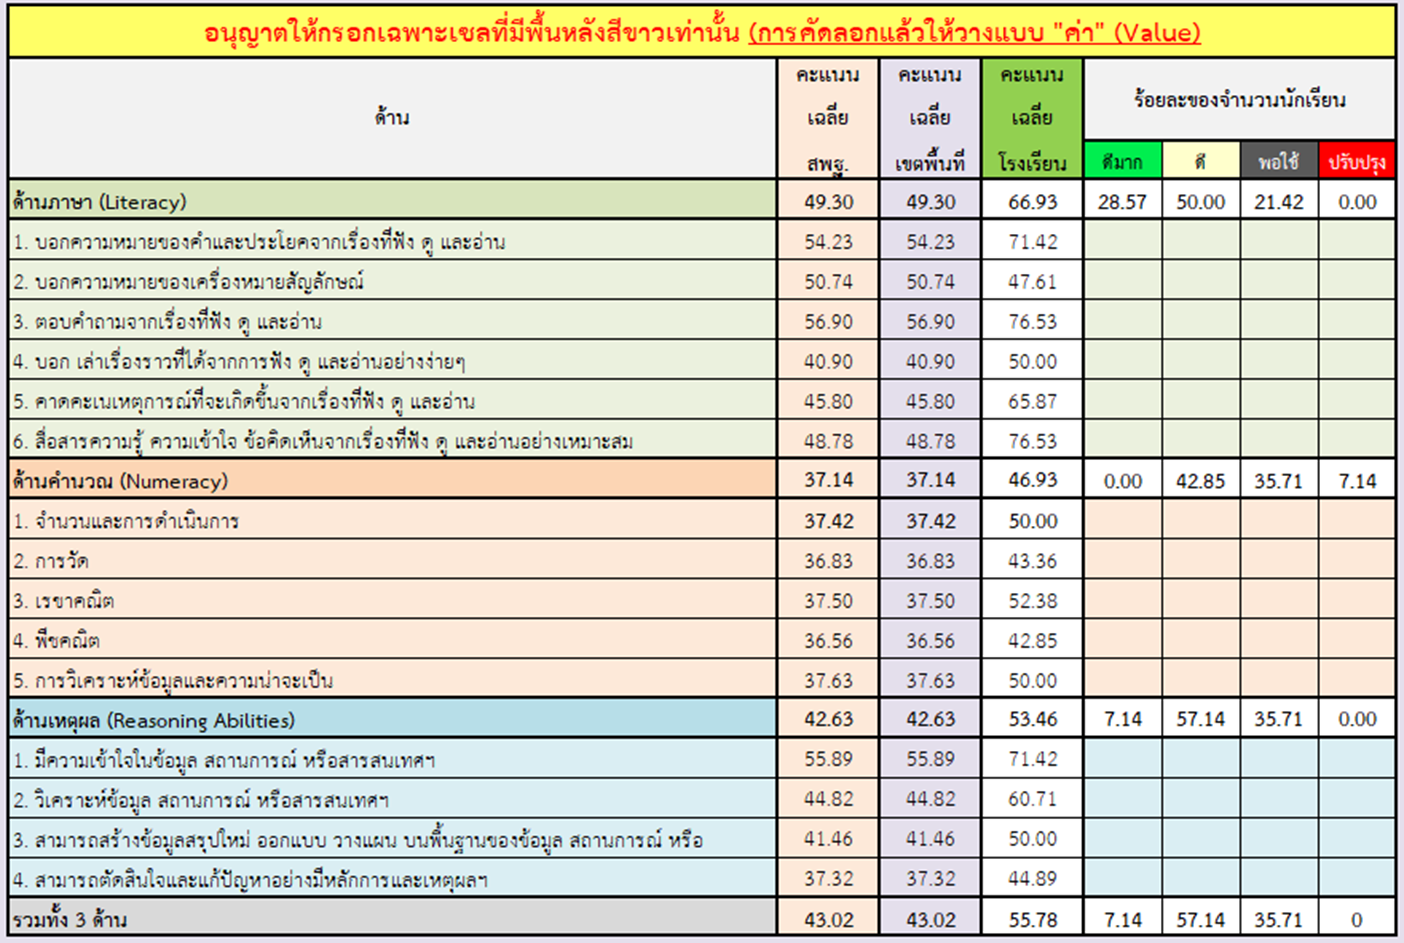 อนุญาตให้กรอกเฉพาะเซลที่มีพื้นหลังสีขาวเท่านั้น (การคัดลอกแล้วให้วางแบบ "ค่า" (Value)
ด้าน คะแนน เฉลี่ย สพฐ. คะแนน เฉลี่ย เขตพื้นที่ คะแนน เฉลี่ย โรงเรียน ร้อยละของจำนวนนักเรียน
ดีมาก ดี พอใช้ ปรับปรุง
ด้านภาษา (Literacy) 49.30 49.30 66.93 28.57 50.00 21.42 0.00
1. บอกความหมายของคำและประโยคจากเรื่องที่ฟัง ดู และอ่าน 54.23 54.23 71.42
2. บอกความหมายของเครื่องหมายสัญลักษณ์ 50.74 50.74 47.61
3. ตอบคำถามจากเรื่องที่ฟัง ดู และอ่าน 56.90 56.90 76.53
4. บอก เล่าเรื่องราวที่ได้จากการฟัง ดู และอ่านอย่างง่ายๆ 40.90 40.90 50.00
5. คาดคะเนเหตุการณ์ที่จะเกิดขึ้นจากเรื่องที่ฟัง ดู และอ่าน 45.80 45.80 65.87
6. สื่อสารความรู้ ความเข้าใจ ข้อคิดเห็นจากเรื่องที่ฟัง ดู และอ่านอย่างเหมาะสม 48.78 48.78 76.53
ด้านคำนวณ (Numeracy) 37.14 37.14 46.93 0.00 42.85 35.71 7.14
1. จำนวนและการดำเนินการ 37.42 37.42 50.00
2. การวัด 36.83 36.83 43.36
3. เรขาคณิต 37.50 37.50 52.38
4. พีชคณิต 36.56 36.56 42.85
5. การวิเคราะห์ข้อมูลและความน่าจะเป็น 37.63 37.63 50.00
ด้านเหตุผล (Reasoning Abilities) 42.63 42.63 53.46 7.14 57.14 35.71 0.00
1. มีความเข้าใจในข้อมูล สถานการณ์ หรือสารสนเทศฯ 55.89 55.89 71.42
2. วิเคราะห์ข้อมูล สถานการณ์ หรือสารสนเทศฯ 44.82 44.82 60.71
3. สามารถสร้างข้อมูลสรุปใหม่ ออกแบบ วางแผน บนพื้นฐานของข้อมูล สถานการณ์ หรือ 41.46 41.46 50.00
4. สามารถตัดสินใจและแก้ปัญหาอย่างมีหลักการและเหตุผลฯ 37.32 37.32 44.89
รวมทั้ง 3 ด้าน 43.02 43.02 55.78 7.14 57.14 35.71 0